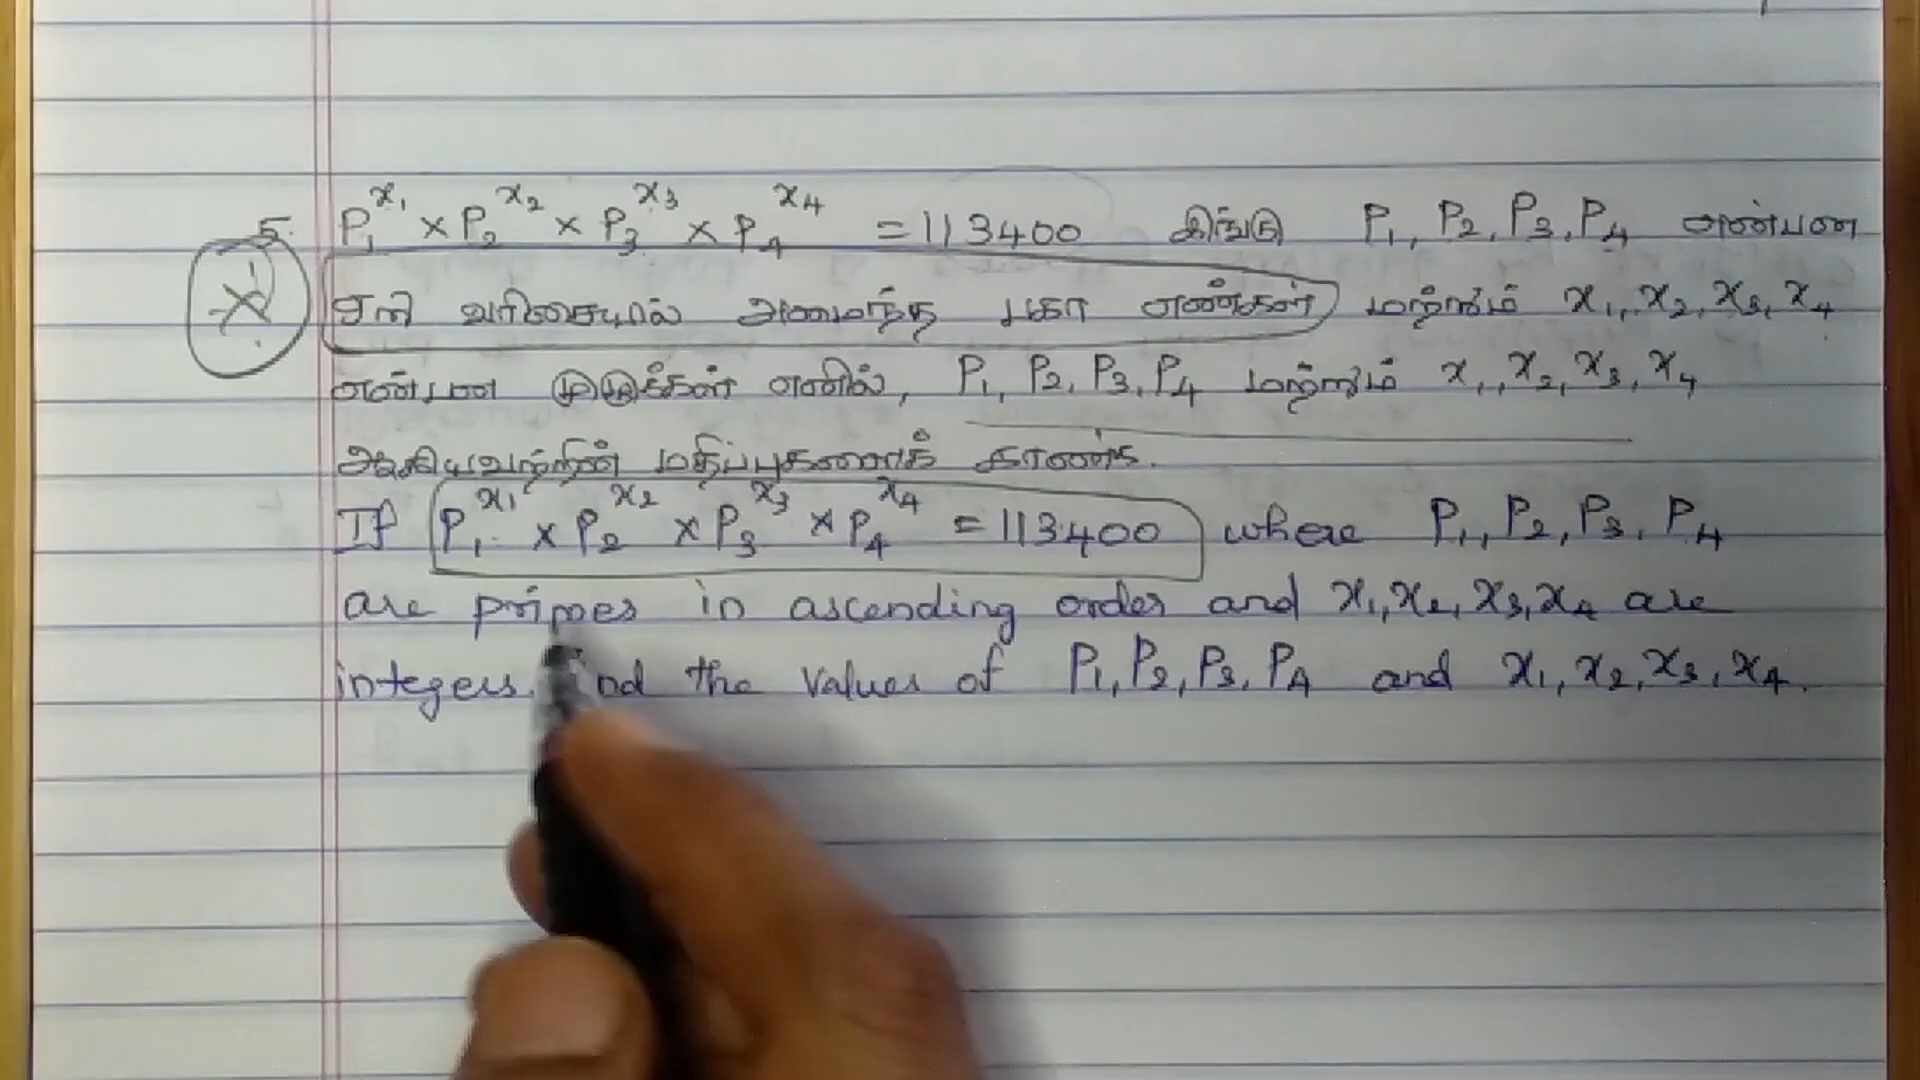 5. P₁^x₁ × P₂^x₂ × P₃^x₃ × P₄^x₄ = 113400 இங்கு P₁, P₂, P₃, P₄ என்பன
ஏறு வரிசையில் அமைந்த பகா எண்கள் மற்றும் x₁, x₂, x₃, x₄
என்பன முழுக்கள் எனில், P₁, P₂, P₃, P₄ மற்றும் x₁, x₂, x₃, x₄
ஆகியவற்றின் மதிப்புகளைக் காண்க.
If P₁^x₁ × P₂^x₂ × P₃^x₃ × P₄^x₄ = 113400 where P₁, P₂, P₃, P₄
are primes in ascending order and x₁, x₂, x₃, x₄ are
integers, the values of P₁, P₂, P₃, P₄ and x₁, x₂, x₃, x₄.